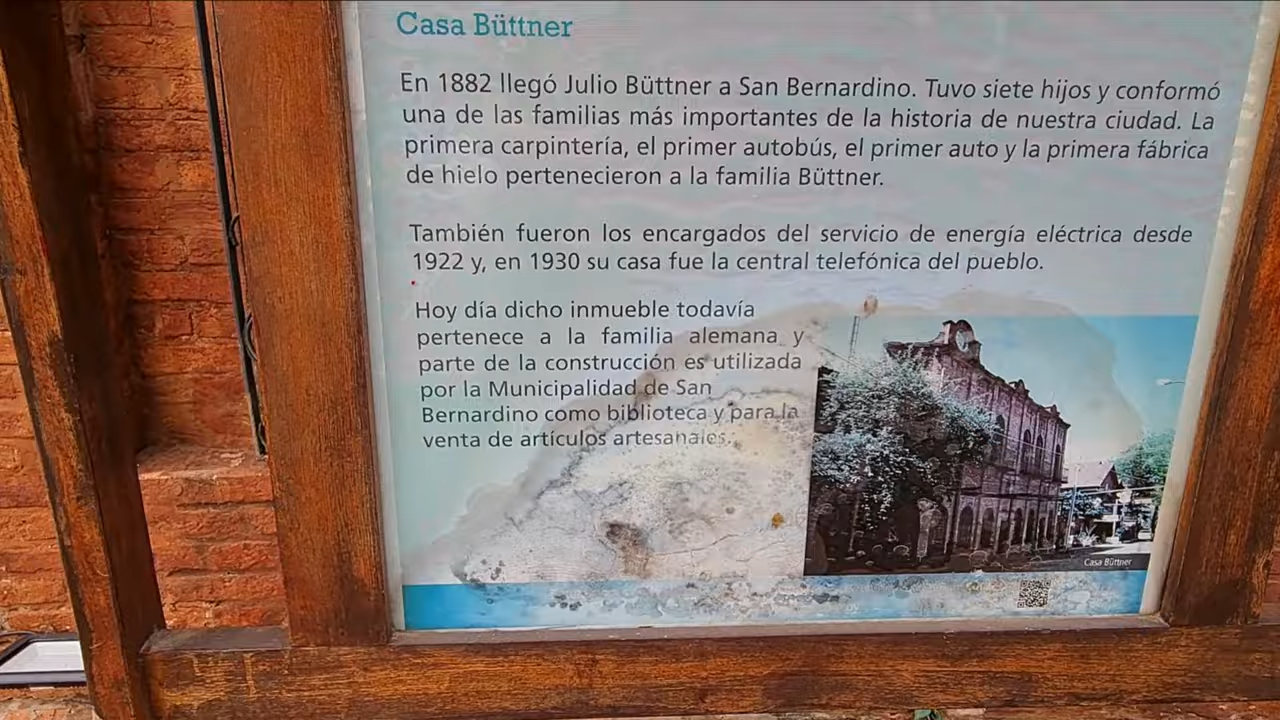 Casa Büttner
En 1882 llegó Julio Büttner a San Bernardino. Tuvo siete hijos y conformó
una de las familias más importantes de la historia de nuestra ciudad. La
primera carpintería, el primer autobús, el primer auto y la primera fábrica
de hielo pertenecieron a la familia Büttner.
También fueron los encargados del servicio de energía eléctrica desde
1922 y, en 1930 su casa fue la central telefónica del pueblo.
Hoy día dicho inmueble todavía
pertenece a la familia alemana y
parte de la construcción es utilizada
por la Municipalidad de San
Bernardino como biblioteca y para la
venta de artículos artesanales.
Casa Büttner